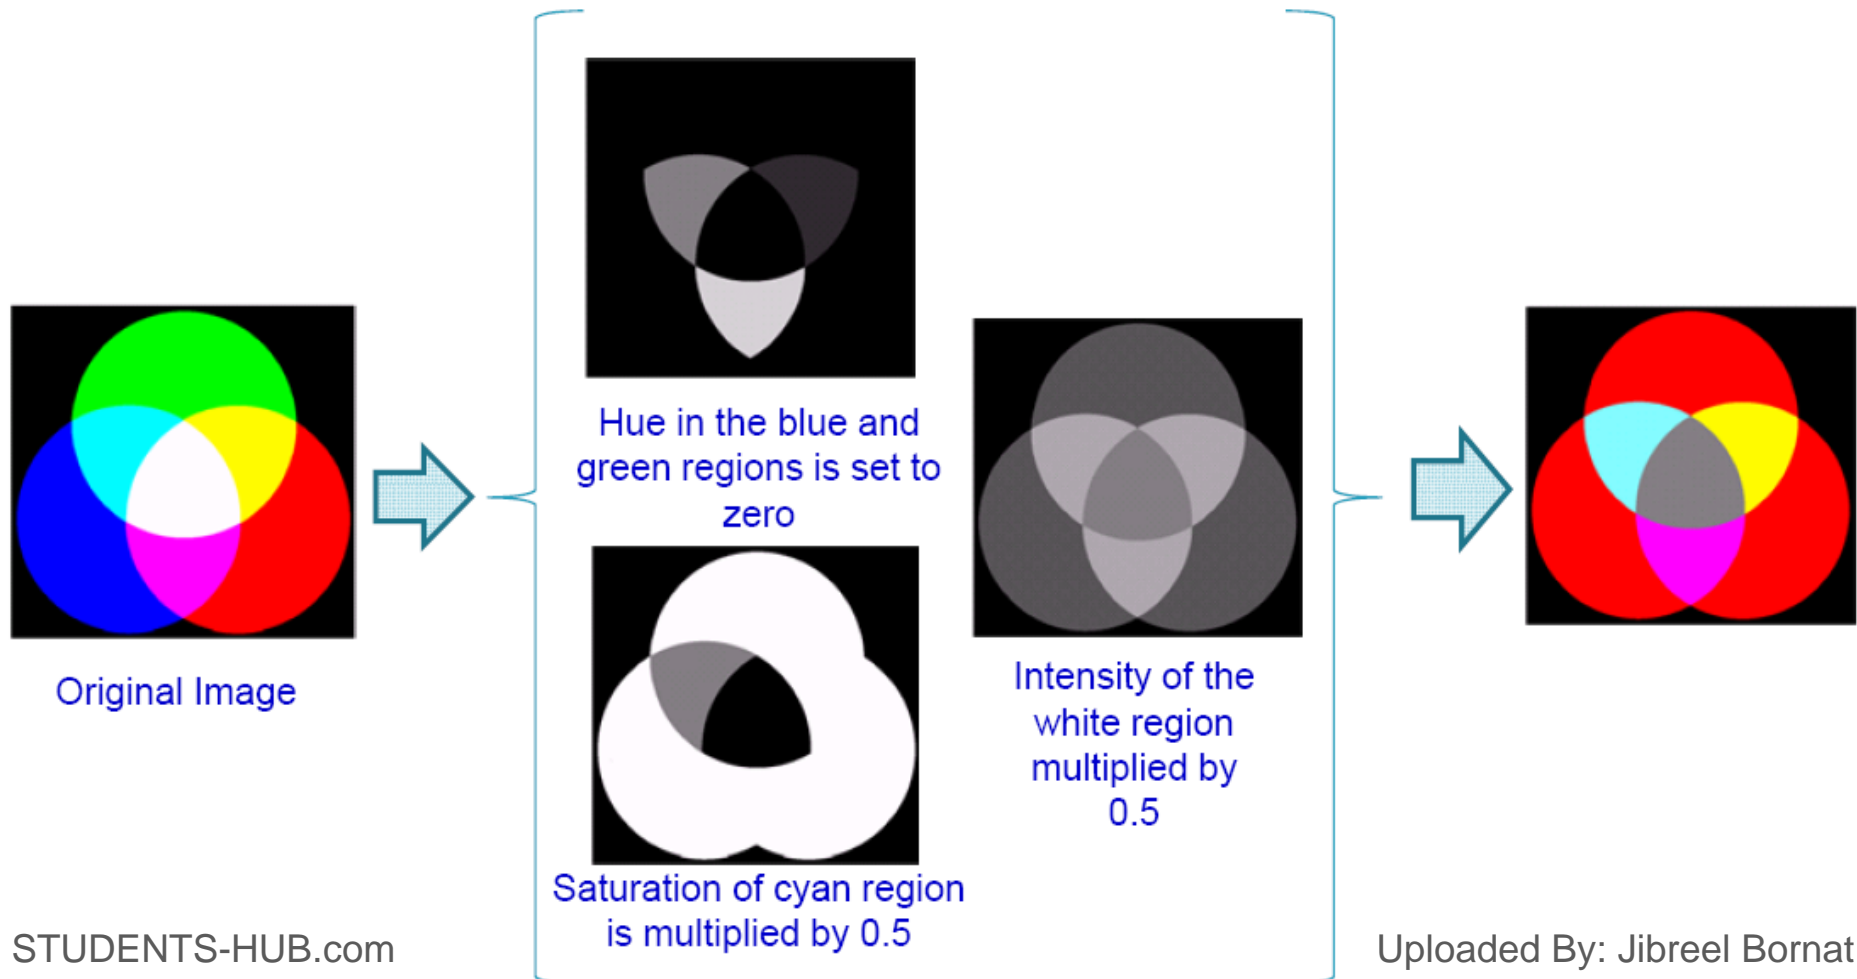 Original Image
Hue in the blue and
green regions is set to
zero
Saturation of cyan region
is multiplied by 0.5
Intensity of the
white region
multiplied by
0.5
STUDENTS-HUB.com
Uploaded By: Jibreel Bornat